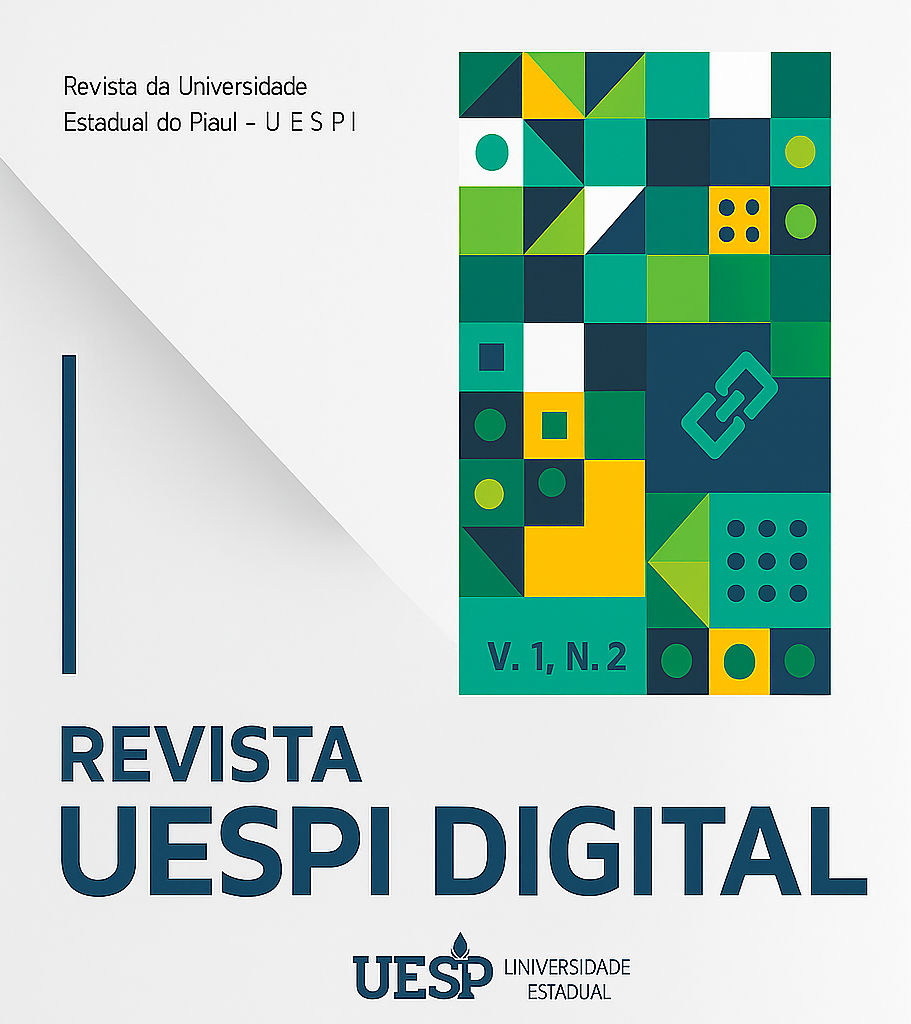 Revista da Universidade
Estadual do Piaul - U E S P I
V. 1, N. 2
REVISTA
UESPI DIGITAL
UESP
LINIVERSIDADE
ESTADUAL